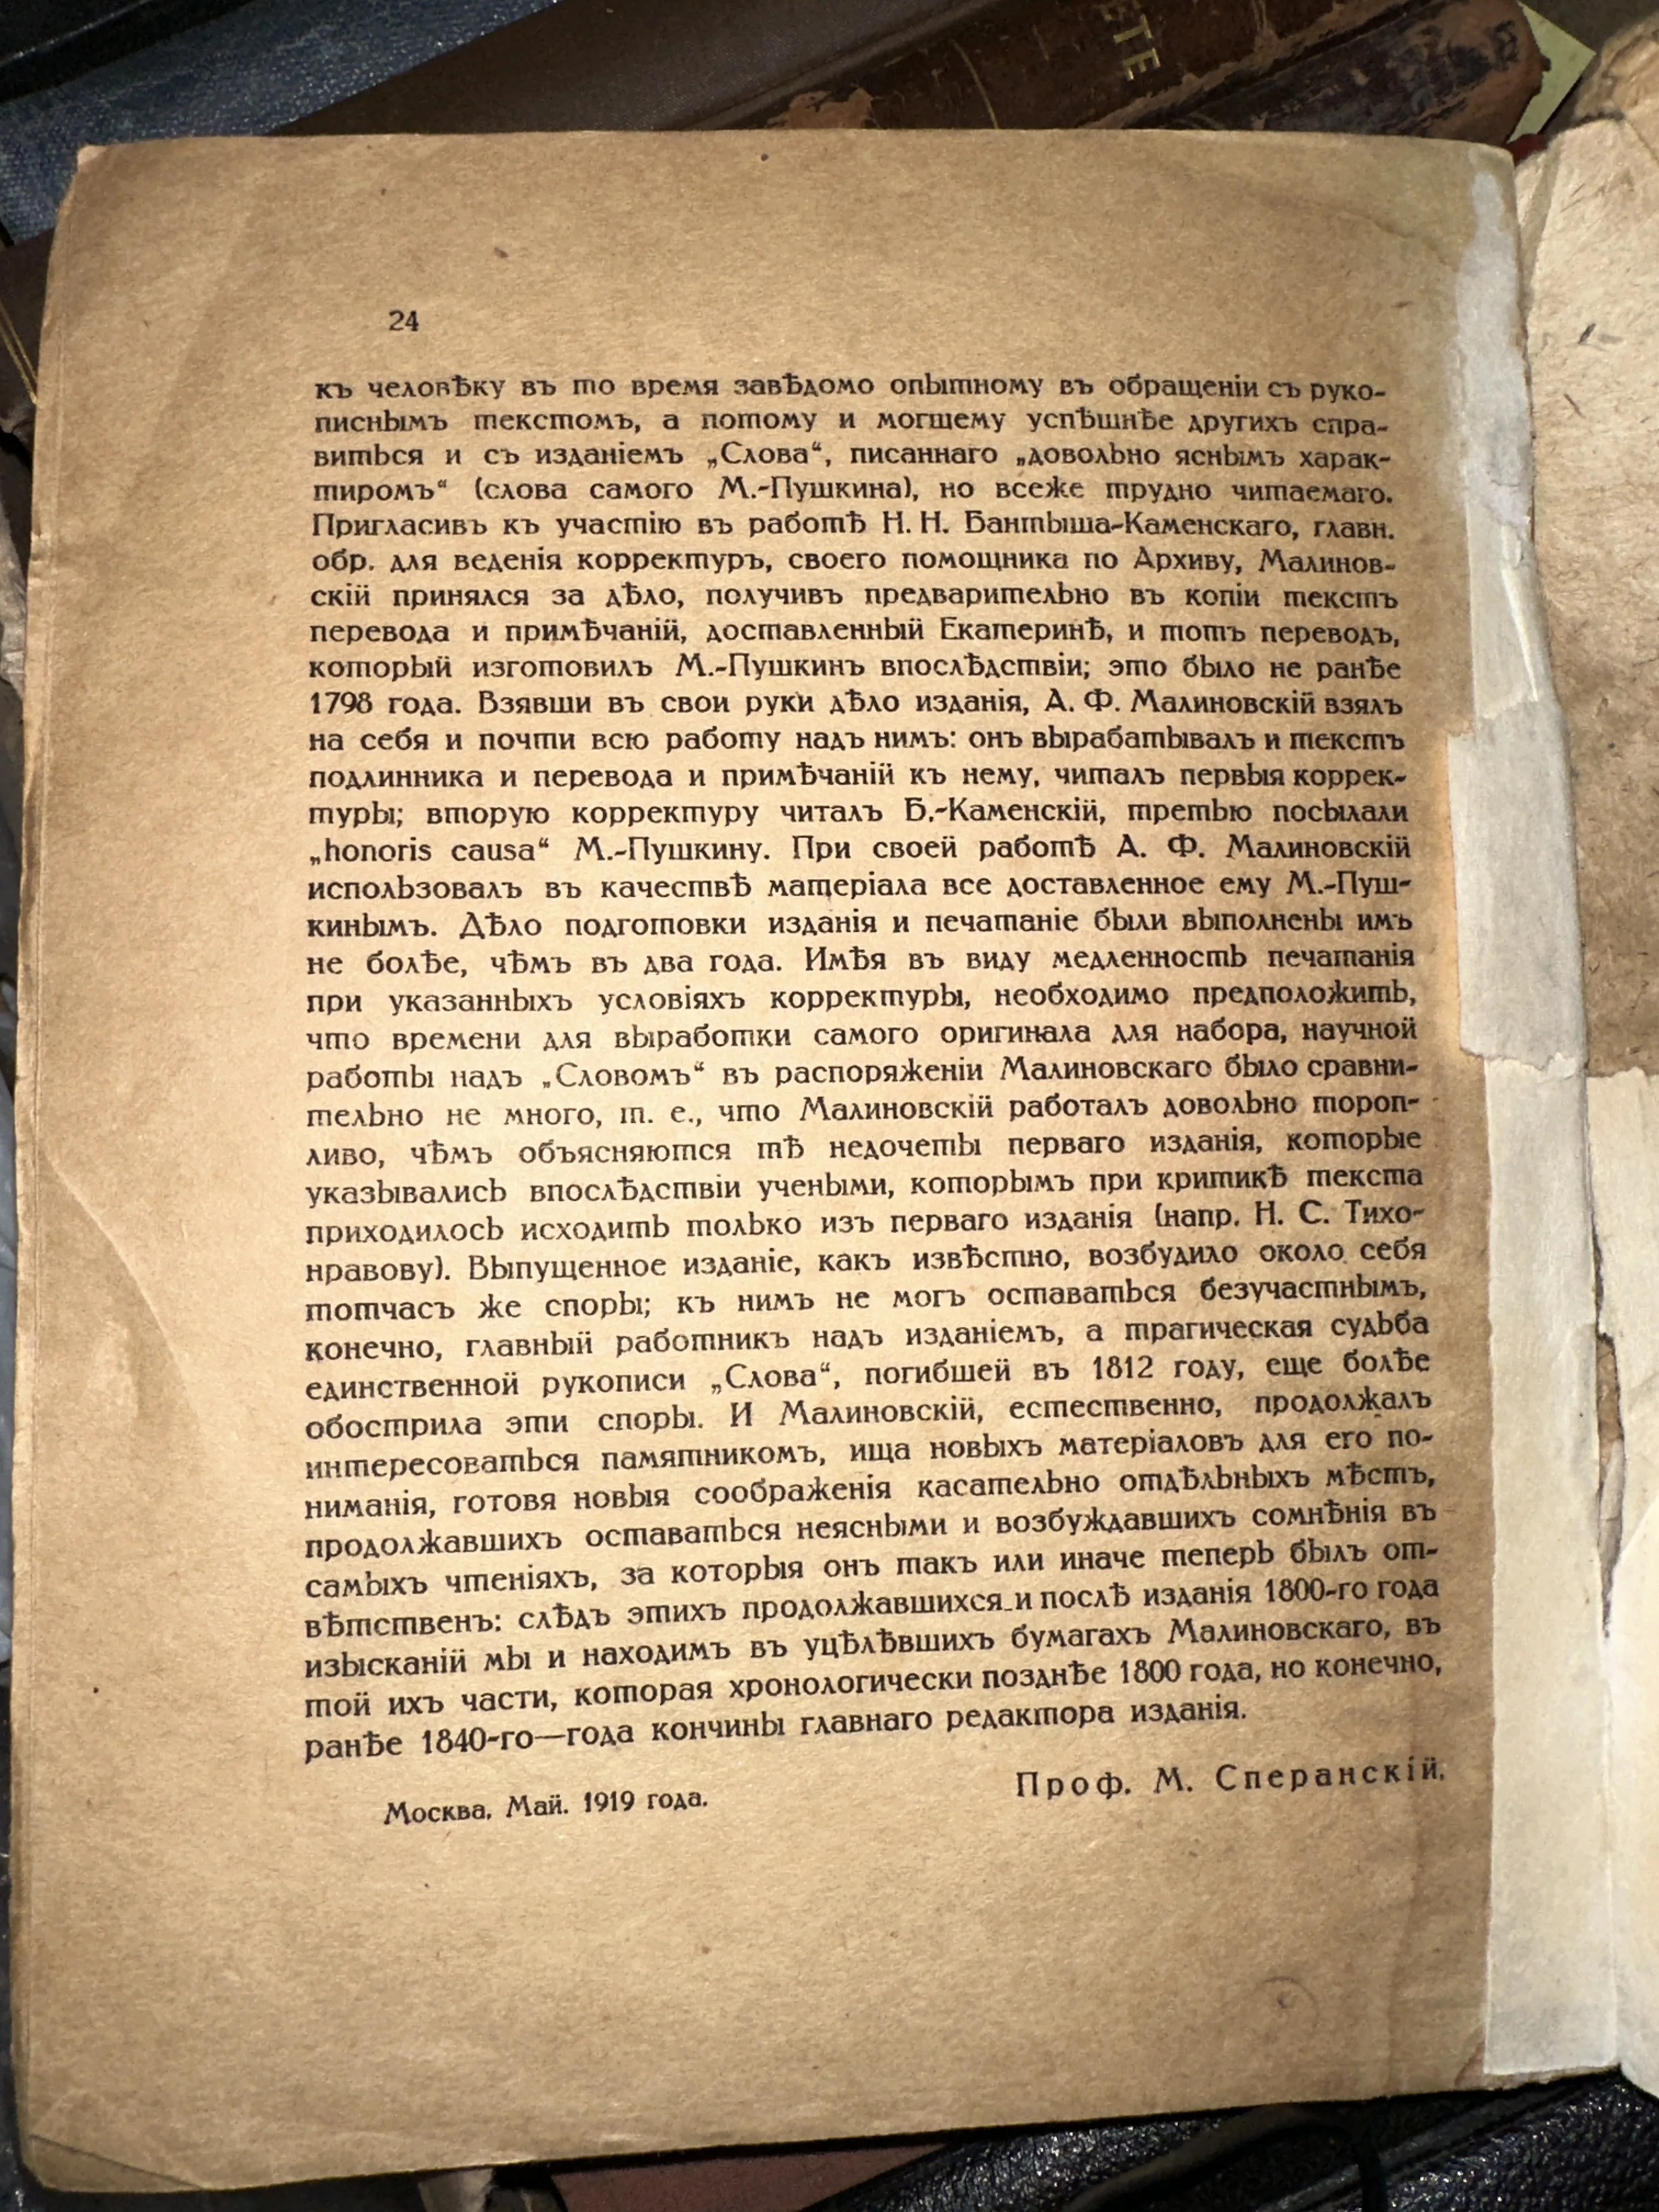 ETE
24
къ человѣку въ то время завѣдомо опытному въ обращеніи съ руко-
писнымъ текстомъ, а потому и могшему успѣшнѣе другихъ спра-
виться и съ изданіемъ „Слова“, писаннаго „довольно яснымъ харак-
тиромъ“ (слова самого М.-Пушкина), но всеже трудно читаемаго.
Пригласивъ къ участію въ работѣ Н. Н. Бантыша-Каменскаго, главн.
обр. для веденія корректуръ, своего помощника по Архиву, Малинов-
скій принялся за дѣло, получивъ предварительно въ копіи текстъ
перевода и примѣчаній, доставленный Екатеринѣ, и тотъ переводъ,
который изготовилъ М.-Пушкинъ впослѣдствіи; это было не ранѣе
1798 года. Взявши въ свои руки дѣло изданія, А. Ф. Малиновскій взялъ
на себя и почти всю работу надъ нимъ: онъ вырабатывалъ и текстъ
подлинника и перевода и примѣчаній къ нему, читалъ первыя коррек-
туры; вторую корректуру читалъ Б.-Каменскій, третью посылали
„honoris causa“ М.-Пушкину. При своей работѣ А. Ф. Малиновскій
использовалъ въ качествѣ матеріала все доставленное ему М.-Пуш-
кинымъ. Дѣло подготовки изданія и печатаніе были выполнены имъ
не болѣе, чѣмъ въ два года. Имѣя въ виду медленность печатанія
при указанныхъ условіяхъ корректуры, необходимо предположить,
что времени для выработки самого оригинала для набора, научной
работы надъ „Словомъ“ въ распоряженіи Малиновскаго было сравни-
тельно не много, т. е., что Малиновскій работалъ довольно тороп-
ливо, чѣмъ объясняются тѣ недочеты перваго изданія, которые
указывались впослѣдствіи учеными, которымъ при критикѣ текста
приходилось исходить только изъ перваго изданія (напр. Н. С. Тихо-
нравову). Выпущенное изданіе, какъ извѣстно, возбудило около себя
тотчасъ же споры; къ нимъ не могъ оставаться безучастнымъ,
конечно, главный работникъ надъ изданіемъ, а трагическая судьба
единственной рукописи „Слова“, погибшей въ 1812 году, еще болѣе
обострила эти споры. И Малиновскій, естественно, продолжалъ
интересоваться памятникомъ, ища новыхъ матеріаловъ для его по-
ниманія, готовя новыя соображенія касательно отдѣльныхъ мѣстъ,
продолжавшихъ оставаться неясными и возбуждавшихъ сомнѣнія въ
самыхъ чтеніяхъ, за которыя онъ такъ или иначе теперь былъ от-
вѣтственъ: слѣдъ этихъ продолжавшихся и послѣ изданія 1800-го года
изысканій мы и находимъ въ уцѣлѣвшихъ бумагахъ Малиновскаго, въ
той ихъ части, которая хронологически позднѣе 1800 года, но конечно,
ранѣе 1840-го—года кончины главнаго редактора изданія.
Проф. М. Сперанскій.
Москва. Май. 1919 года.